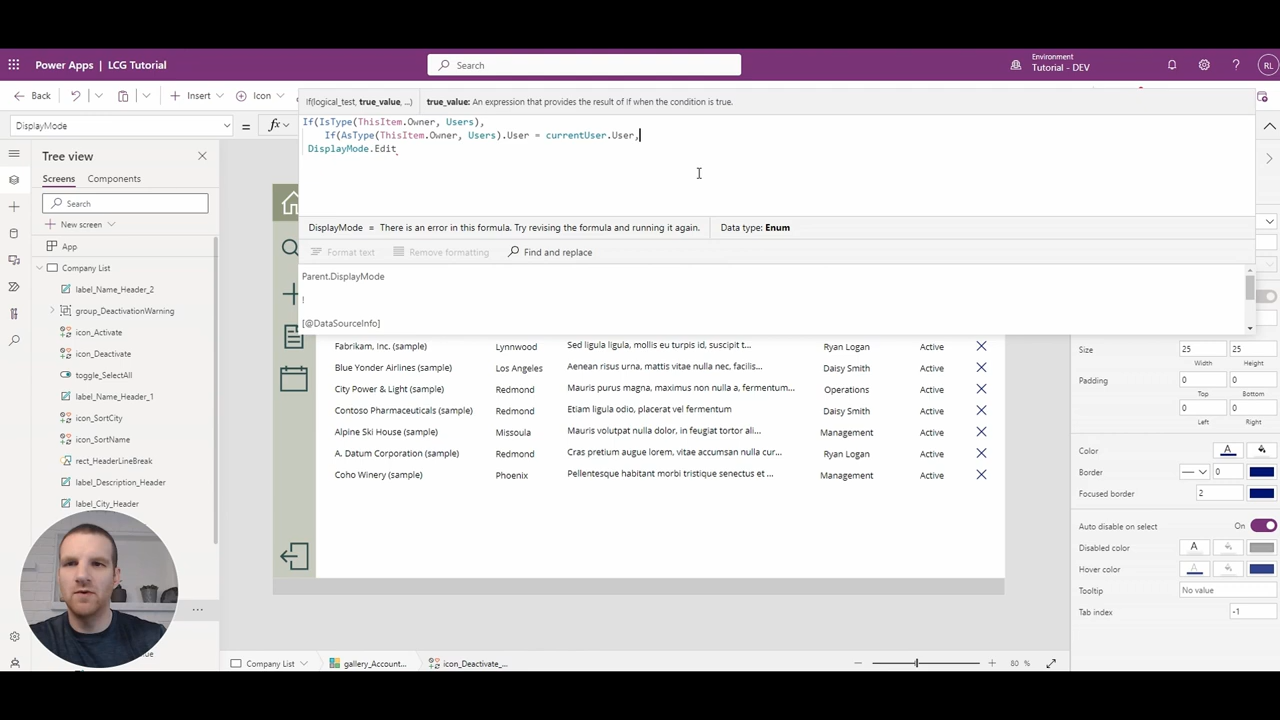 Power Apps | LCG Tutorial
Search
Environment
Tutorial - DEV
RL
Back
Insert
Icon
If(logical_test, true_value, ...)
true_value: An expression that provides the result of If when the condition is true.
DisplayMode
=
fx
If(IsType(ThisItem.Owner, Users),
If(AsType(ThisItem.Owner, Users).User = currentUser.User,
DisplayMode.Edit
DisplayMode = There is an error in this formula. Try revising the formula and running it again.
Data type: Enum
Format text
Remove formatting
Find and replace
Parent.DisplayMode
!
[@DataSourceInfo]
Tree view
Screens
Components
Search
New screen
App
Company List
label_Name_Header_2
group_DeactivationWarning
icon_Activate
icon_Deactivate
toggle_SelectAll
label_Name_Header_1
icon_SortCity
icon_SortName
rect_HeaderLineBreak
label_Description_Header
label_City_Header
Fabrikam, Inc. (sample) Lynnwood Sed ligula ligula, mollis eu turpis id, suscipit t... Ryan Logan Active
Blue Yonder Airlines (sample) Los Angeles Aenean risus urna, mattis vitae nulla nec, facilis... Daisy Smith Active
City Power & Light (sample) Redmond Mauris purus magna, maximus non nulla a, fermentum... Operations Active
Contoso Pharmaceuticals (sample) Redmond Etiam ligula odio, placerat vel fermentum Daisy Smith Active
Alpine Ski House (sample) Missoula Mauris volutpat nulla dolor, in feugiat tortor ali... Management Active
A. Datum Corporation (sample) Redmond Cras pretium augue lorem, vitae accumsan nulla cur... Ryan Logan Active
Coho Winery (sample) Phoenix Pellentesque habitant morbi tristique senectus et ... Management Active
Size
25
25
Width
Height
Padding
0
0
Top
Bottom
0
0
Left
Right
Color
A
Border
0
Focused border
2
Auto disable on select
On
Disabled color
A
Hover color
A
Tooltip
No value
Tab index
-1
Company List
gallery_Account...
icon_Deactivate_...
80 %